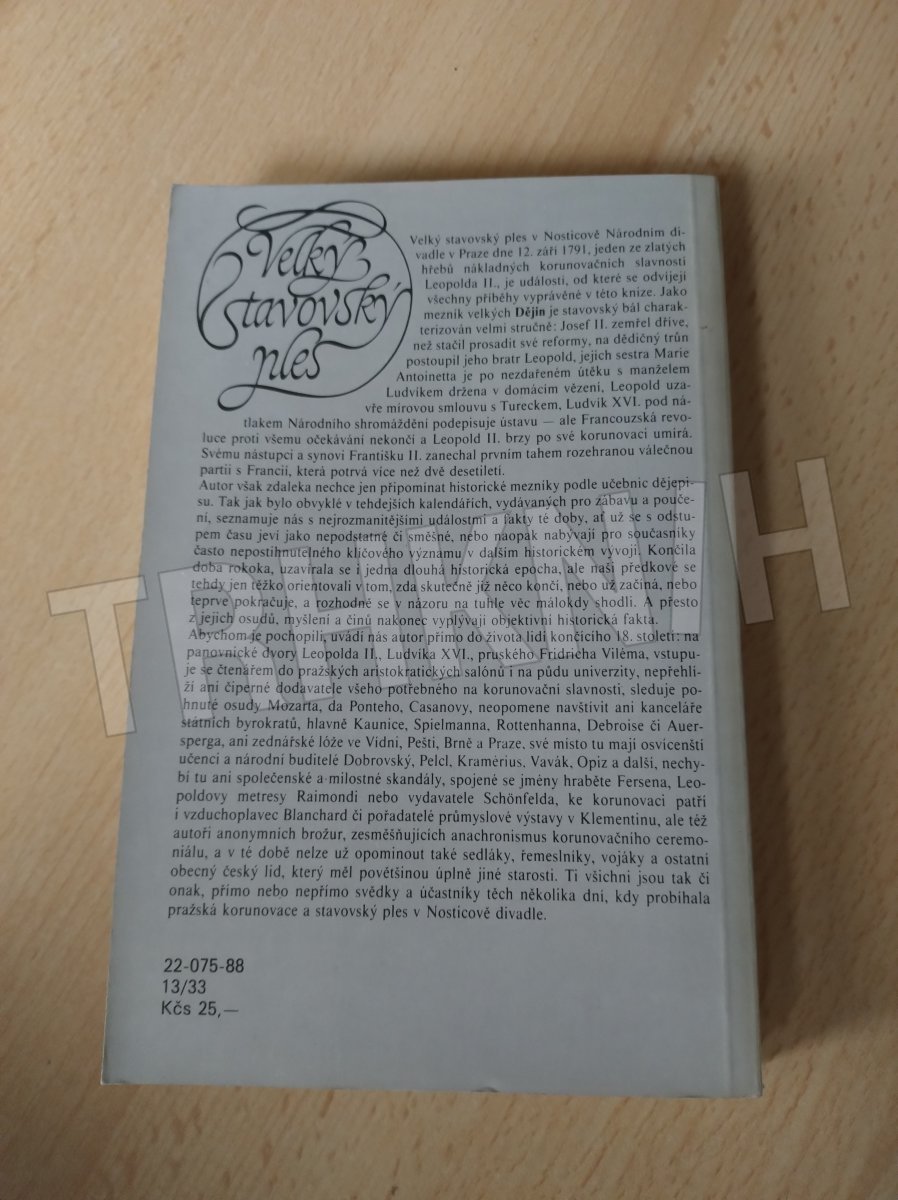 Velký
stavovský
ples
Velký stavovský ples v Nosticově Národním di-
vadle v Praze dne 12. září 1791, jeden ze zlatých
hřebů nákladných korunovačních slavností
Leopolda II., je událostí, od které se odvíjejí
všechny příběhy vyprávěné v této knize. Jako
mezník velkých Dějin je stavovský bál charak-
terizován velmi stručně: Josef II. zemřel dříve,
než stačil prosadit své reformy, na dědičný trůn
postoupil jeho bratr Leopold, jejich sestra Marie
Antoinetta je po nezdařeném útěku s manželem
Ludvíkem držena v domácím vězení, Leopold uza-
vře mírovou smlouvu s Tureckem, Ludvík XVI. pod ná-
tlakem Národního shromáždění podepisuje ústavu — ale Francouzská revo-
luce proti všemu očekávání nekončí a Leopold II. brzy po své korunovaci umírá.
Svému nástupci a synovi Františku II. zanechal prvním tahem rozehranou válečnou
partii s Francií, která potrvá více než dvě desetiletí.
Autor však zdaleka nechce jen připomínat historické mezníky podle učebnic dějepi-
su. Tak jak bylo obvyklé v tehdejších kalendářích, vydávaných pro zábavu a pouče-
ní, seznamuje nás s nejrozmanitějšími událostmi a fakty té doby, ať už se s odstu-
pem času jeví jako nepodstatné či směšné, nebo naopak nabývají pro současníky
často nepostihnutelného klíčového významu v dalším historickém vývoji. Končila
doba rokoka, uzavírala se i jedna dlouhá historická epocha, ale naši předkové se
tehdy jen těžko orientovali v tom, zda skutečně již něco končí, nebo už začíná, nebo
teprve pokračuje, a rozhodně se v názoru na tuhle věc málokdy shodli. A přesto
z jejich osudů, myšlení a činů nakonec vyplývají objektivní historická fakta.
Abychom je pochopili, uvádí nás autor přímo do života lidí končícího 18. století: na
panovnické dvory Leopolda II., Ludvíka XVI., pruského Fridricha Viléma, vstupu-
je se čtenářem do pražských aristokratických salónů i na půdu univerzity, nepřehlí-
ží ani čiperné dodavatele všeho potřebného na korunovační slavnosti, sleduje po-
hnuté osudy Mozarta, da Ponteho, Casanovy, neopomene navštívit ani kanceláře
státních byrokratů, hlavně Kaunice, Spielmanna, Rottenhanna, Debroise či Auer-
sperga, ani zednářské lóže ve Vídni, Pešti, Brně a Praze, své místo tu mají osvícenští
učenci a národní buditelé Dobrovský, Pelcl, Kramérius, Vavák, Opiz a další, nechy-
bí tu ani společenské a milostné skandály, spojené se jmény hraběte Fersena, Leo-
poldovy metresy Raimondi nebo vydavatele Schönfelda, ke korunovaci patří
i vzduchoplavec Blanchard či pořadatelé průmyslové výstavy v Klementinu, ale též
autoři anonymních brožur, zesměšňujících anachronismus korunovačního ceremo-
niálu, a v té době nelze už opominout také sedláky, řemeslníky, vojáky a ostatní
obecný český lid, který měl povětšinou úplně jiné starosti. Ti všichni jsou tak či
onak, přímo nebo nepřímo svědky a účastníky těch několika dní, kdy probíhala
pražská korunovace a stavovský ples v Nosticově divadle.
22-075-88
13/33
Kčs 25,—